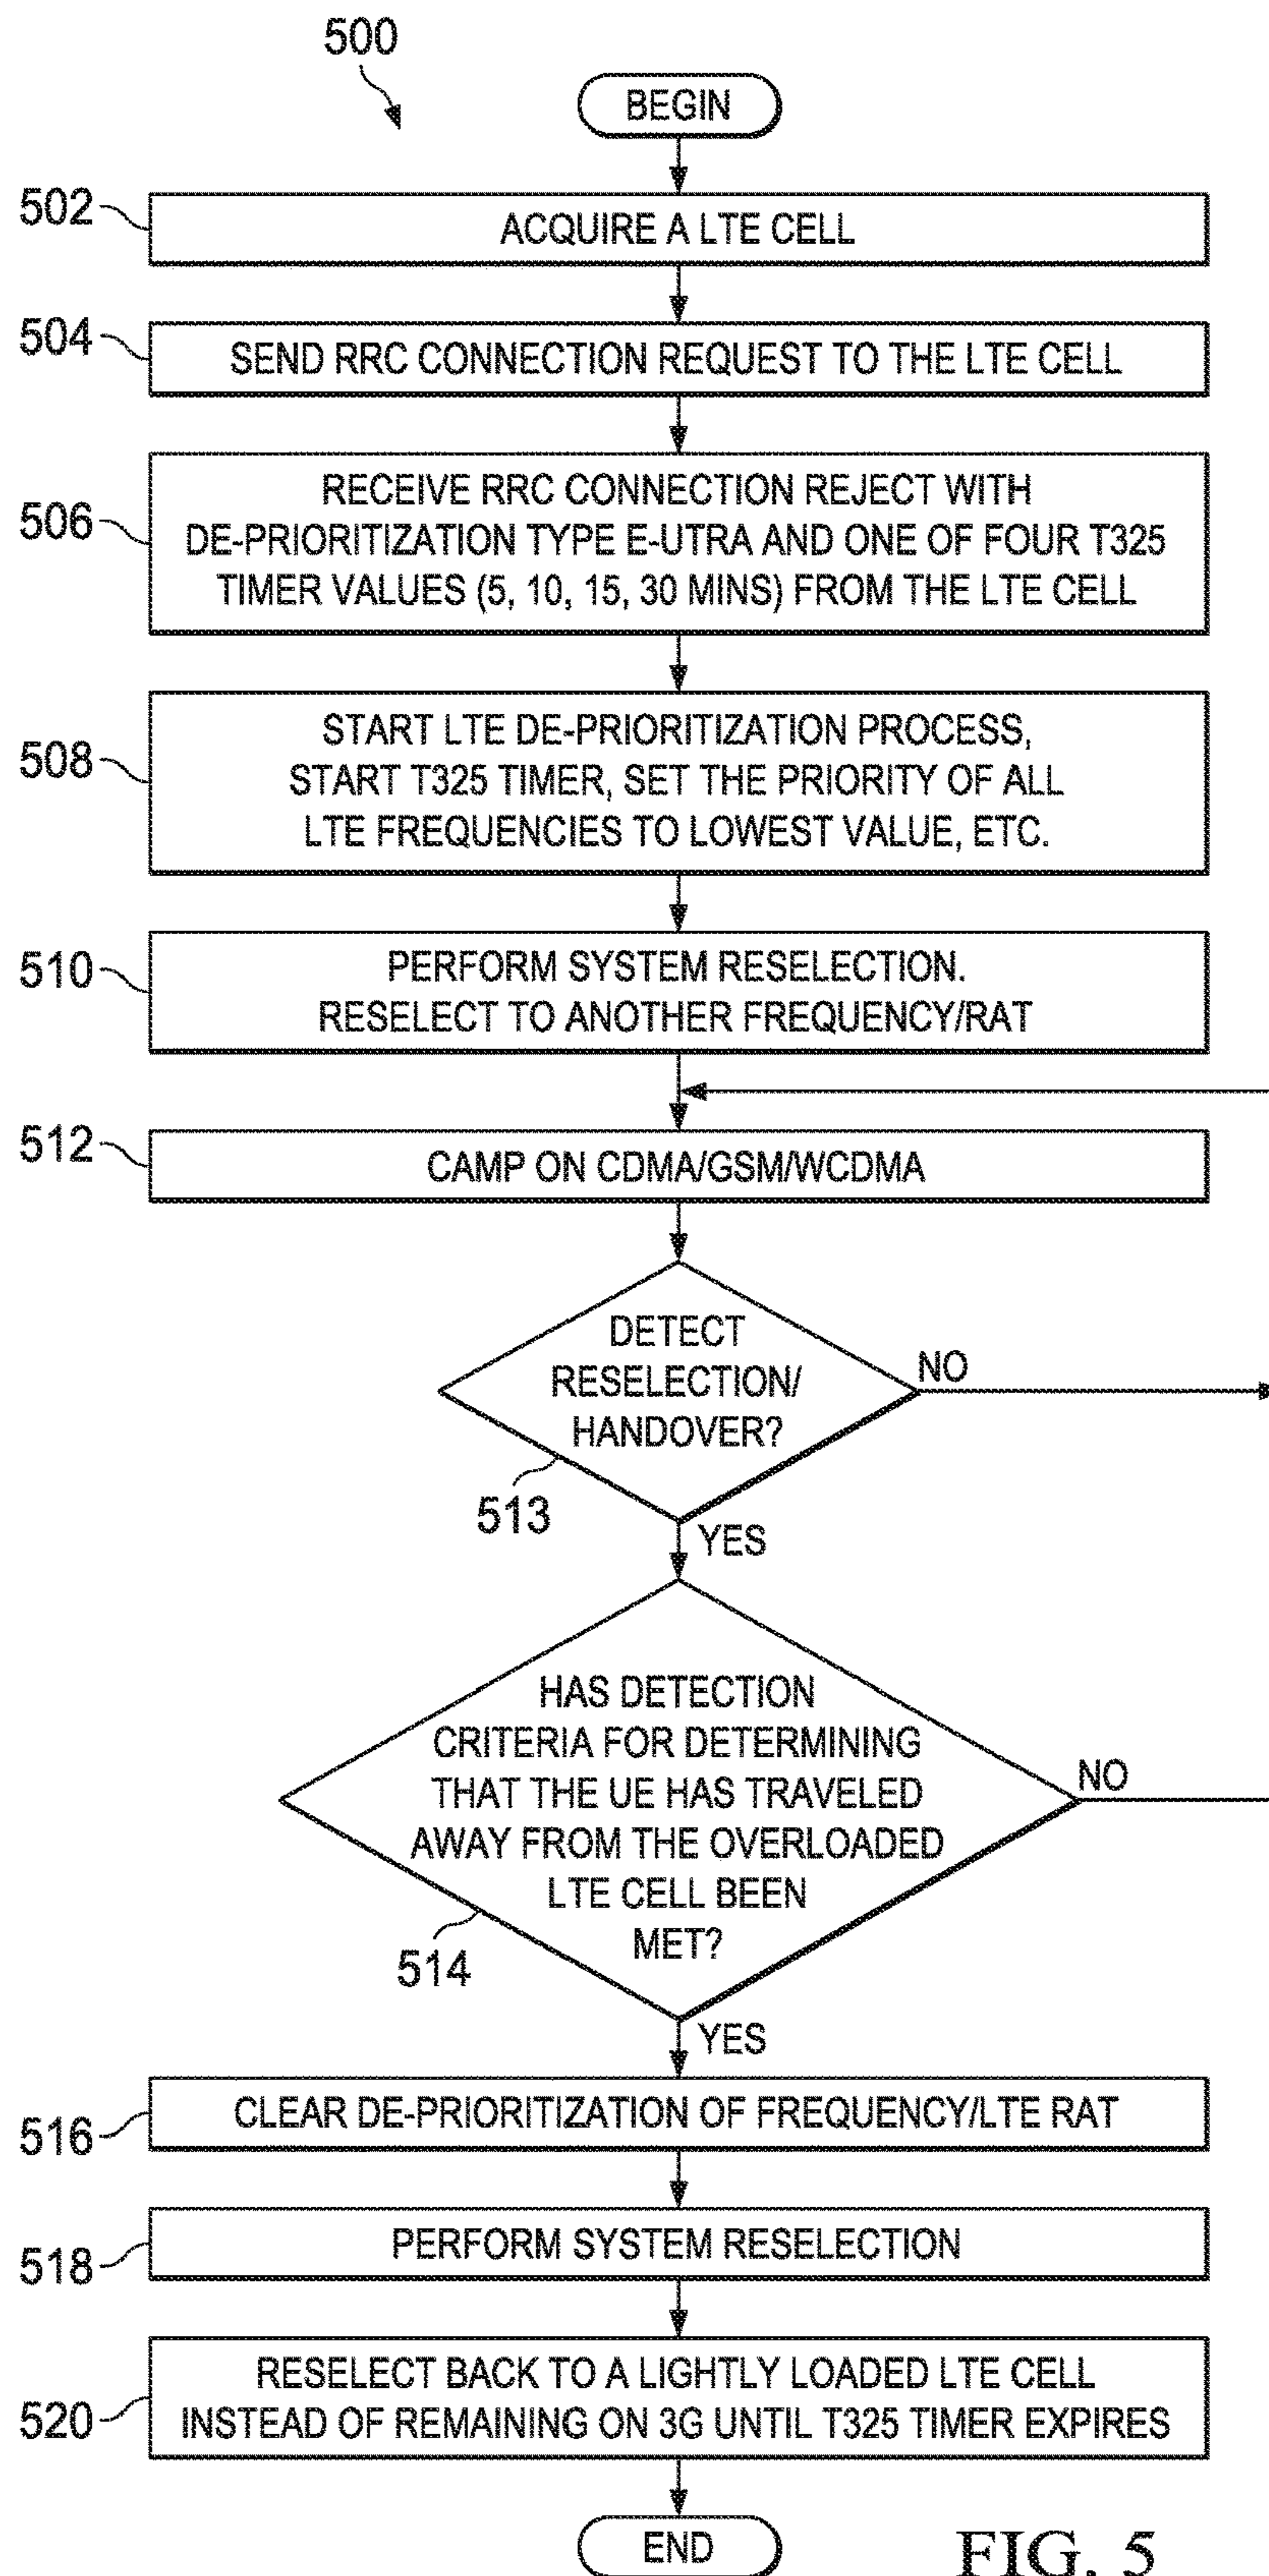 500
BEGIN
502
ACQUIRE A LTE CELL
504
SEND RRC CONNECTION REQUEST TO THE LTE CELL
506
RECEIVE RRC CONNECTION REJECT WITH
DE-PRIORITIZATION TYPE E-UTRA AND ONE OF FOUR T325
TIMER VALUES (5, 10, 15, 30 MINS) FROM THE LTE CELL
508
START LTE DE-PRIORITIZATION PROCESS,
START T325 TIMER, SET THE PRIORITY OF ALL
LTE FREQUENCIES TO LOWEST VALUE, ETC.
510
PERFORM SYSTEM RESELECTION.
RESELECT TO ANOTHER FREQUENCY/RAT
512
CAMP ON CDMA/GSM/WCDMA
DETECT
RESELECTION/
HANDOVER?
NO
513
YES
HAS DETECTION
CRITERIA FOR DETERMINING
THAT THE UE HAS TRAVELED
AWAY FROM THE OVERLOADED
LTE CELL BEEN
MET?
NO
514
YES
516
CLEAR DE-PRIORITIZATION OF FREQUENCY/LTE RAT
518
PERFORM SYSTEM RESELECTION
520
RESELECT BACK TO A LIGHTLY LOADED LTE CELL
INSTEAD OF REMAINING ON 3G UNTIL T325 TIMER EXPIRES
END
FIG. 5